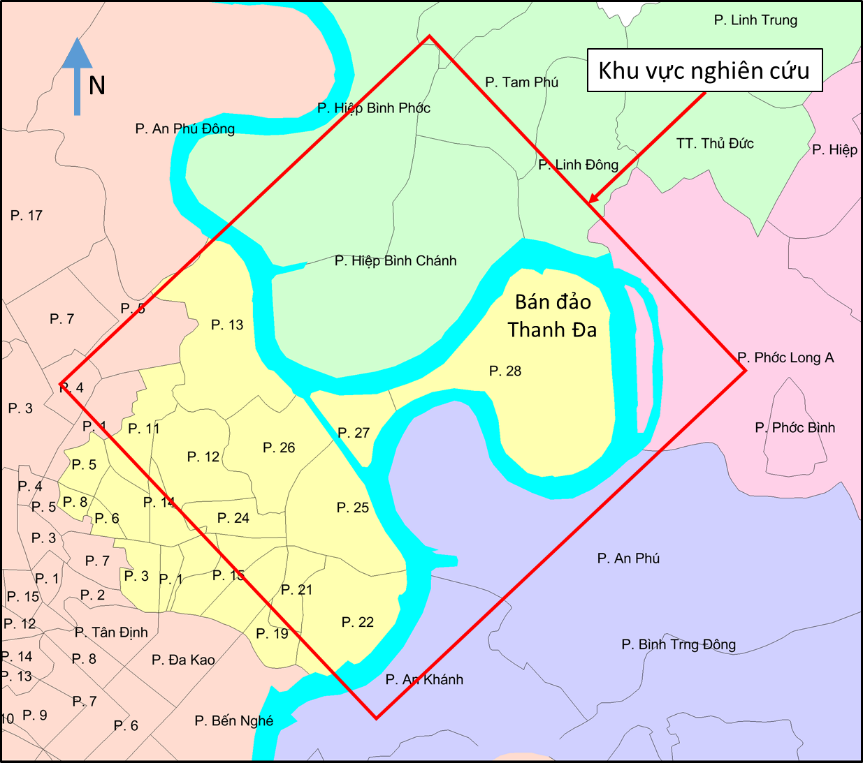 P. Linh Trung
Khu vực nghiên cứu
N
P. Tam Phú
P. Hiệp Bình Phớc
P. An Phú Đông
TT. Thủ Đức
P. Hiệp
P. Linh Đông
P. 17
P. Hiệp Bình Chánh
Bán đảo
Thanh Đa
P. 5
P. 7
P. 13
P. Phớc Long A
P. 28
P. 4
P. 3
P. 1
P. 11
P. 27
P. Phớc Bình
P. 26
P. 12
P. 5
P. 4
P. 8
P. 14
P. 5
P. 25
P. 6
P. 24
P. 3
P. 7
P. An Phú
P. 1
P. 3
P. 1
P. 15
P. 21
P. 15
P. 2
P. 22
P. 12
P. Tân Định
P. 19
P. Bình Trng Đông
P. 14
P. 8
P. Đa Kao
P. 13
P. An Khánh
P. 7
10
P. 9
P. 6
P. Bến Nghé